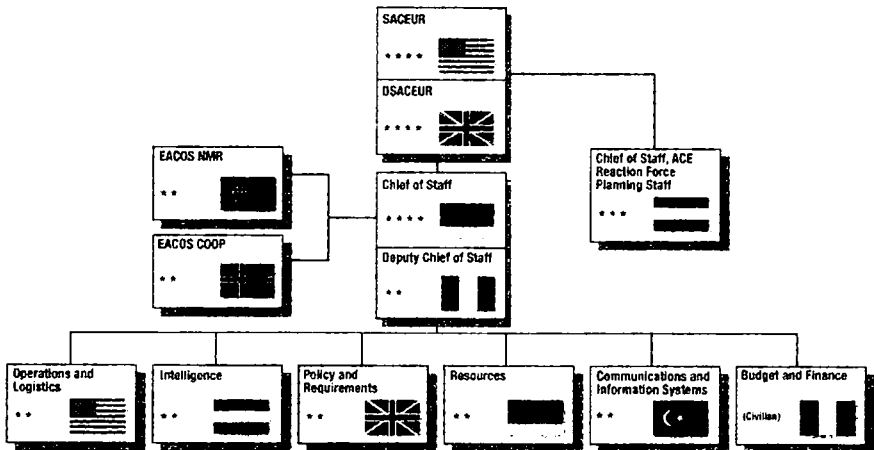 SACEUR
★ ★ ★ ★
DSACEUR
★ ★ ★ ★
EACOS NMR
★ ★
EACOS COOP
★ ★
Chief of Staff
★ ★ ★ ★
Deputy Chief of Staff
★ ★
Chief of Staff, ACE
Reaction Force
Planning Staff
★ ★ ★
Operations and
Logistics
★ ★
Intelligence
★ ★
Policy and
Requirements
★ ★
Resources
★ ★
Communications and
Information Systems
★ ★
Budget and Finance
(Civilian)